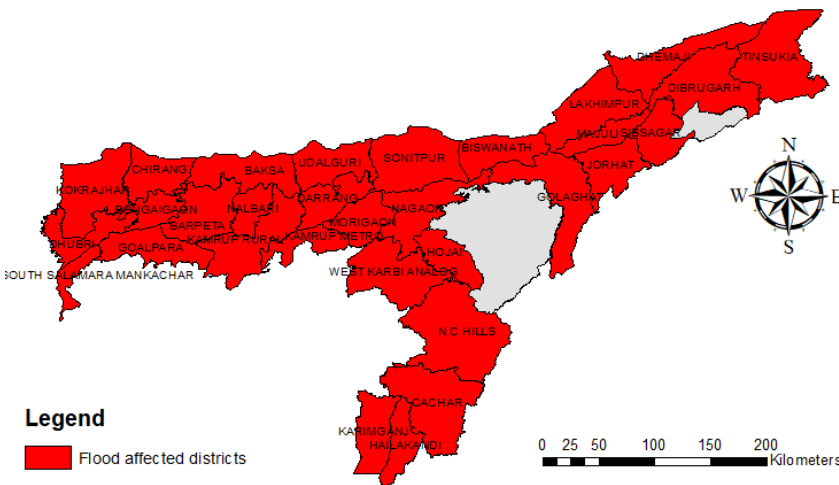 DHEMAJI
TINSUKIA
DIBRUGARH
LAKHIMPUR
MAJULI
SIBSAGAR
JORHAT
BISWANATH
SONITPUR
UDALGURI
BAKSA
CHIRANG
KOKRAJHAR
GOLAGHAT
DARRANG
NAGAON
NALBARI
BONGAIGAON
MORIGAON
BARPETA
KAMRUP RURAL
KAMRUP METRO
DHUBRI
GOALPARA
HOJAI
SOUTH SALAMARA MANKACHAR
WEST KARBI ANALOG
N.C HILLS
CACHAR
KARIMGANJ
HAILAKANDI
N
W
E
S
Legend
Flood affected districts
0 25 50 100 150 200
Kilometers